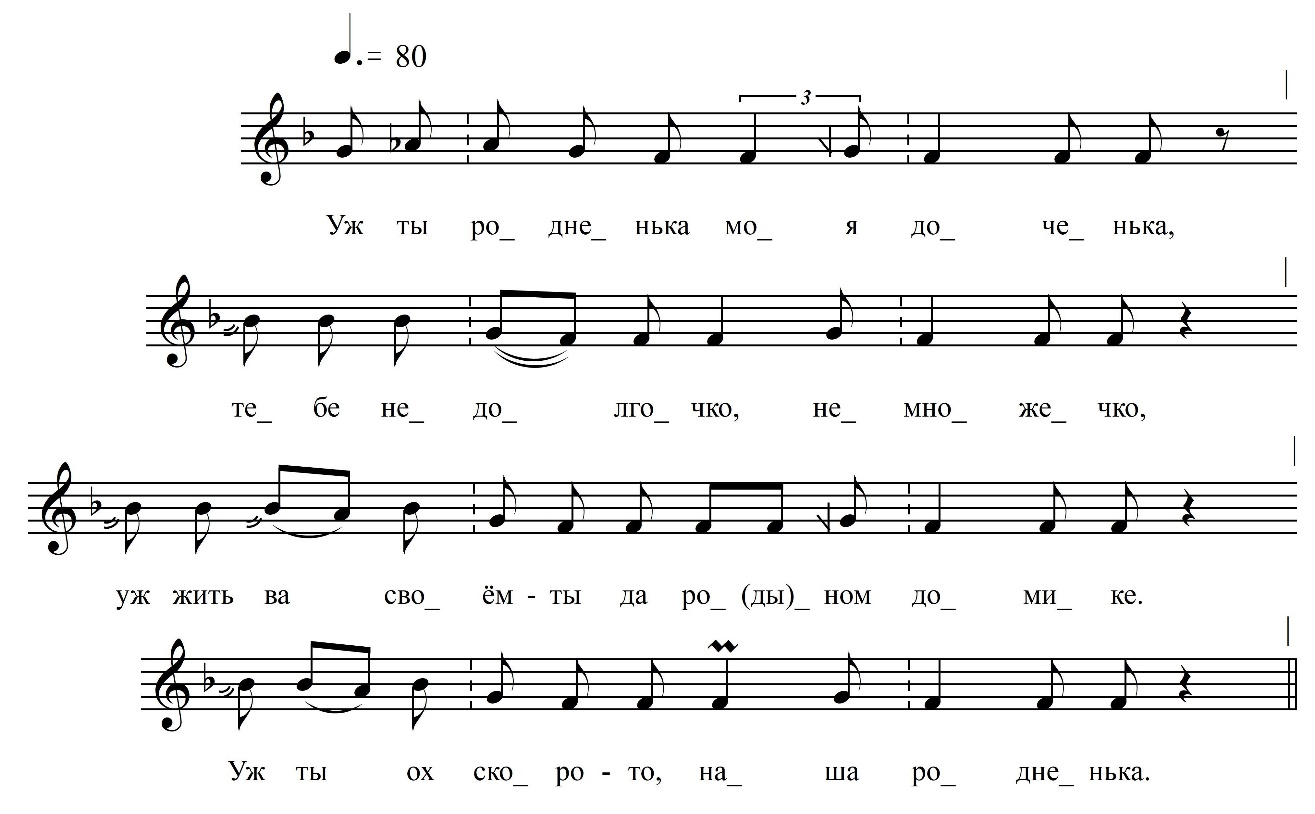 = 80
3
Уж ты ро_ дне_ нька мо_ я до_ че_ нька,
те_ бе не_ до_ лго_ чко, не_ мно_ же_ чко,
уж жить ва сво_ ём - ты да ро_ (ды)_ ном до_ ми_ ке.
Уж ты ох ско_ ро - то, на_ ша ро_ дне_ нька.